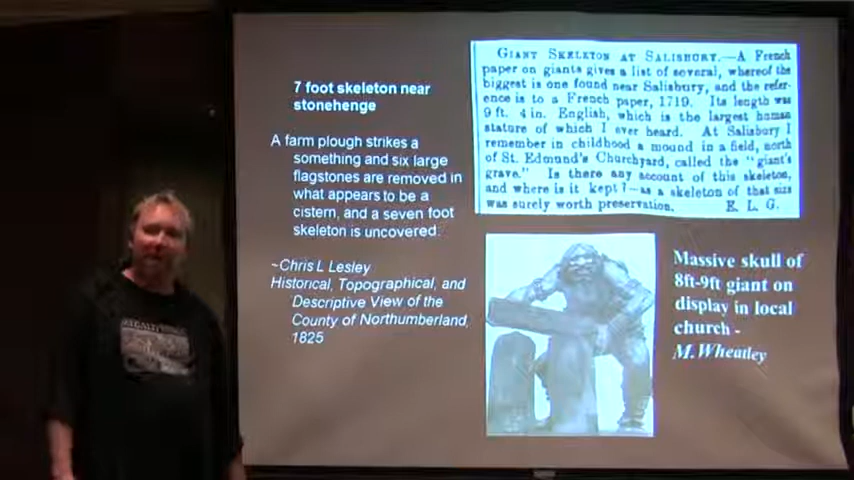 7 foot skeleton near
stonehenge
A farm plough strikes a
something and six large
flagstones are removed in
what appears to be a
cistern, and a seven foot
skeleton is uncovered.
~Chris L Lesley
Historical, Topographical, and
Descriptive View of the
County of Northumberland,
1825
GIANT SKELETON AT SALISBURY.—A French
paper on giants gives a list of several, whereof the
biggest is one found near Salisbury, and the refer-
ence is to a French paper, 1719. Its length was
9 ft. 4 in. English, which is the largest human
stature of which I ever heard. At Salisbury I
remember in childhood a mound in a field, north
of St. Edmund's Churchyard, called the "giant's
grave." Is there any account of this skeleton,
and where is it kept?—as a skeleton of that size
was surely worth preservation.
E. L. G.
Massive skull of
8ft-9ft giant on
display in local
church -
M.Wheatley